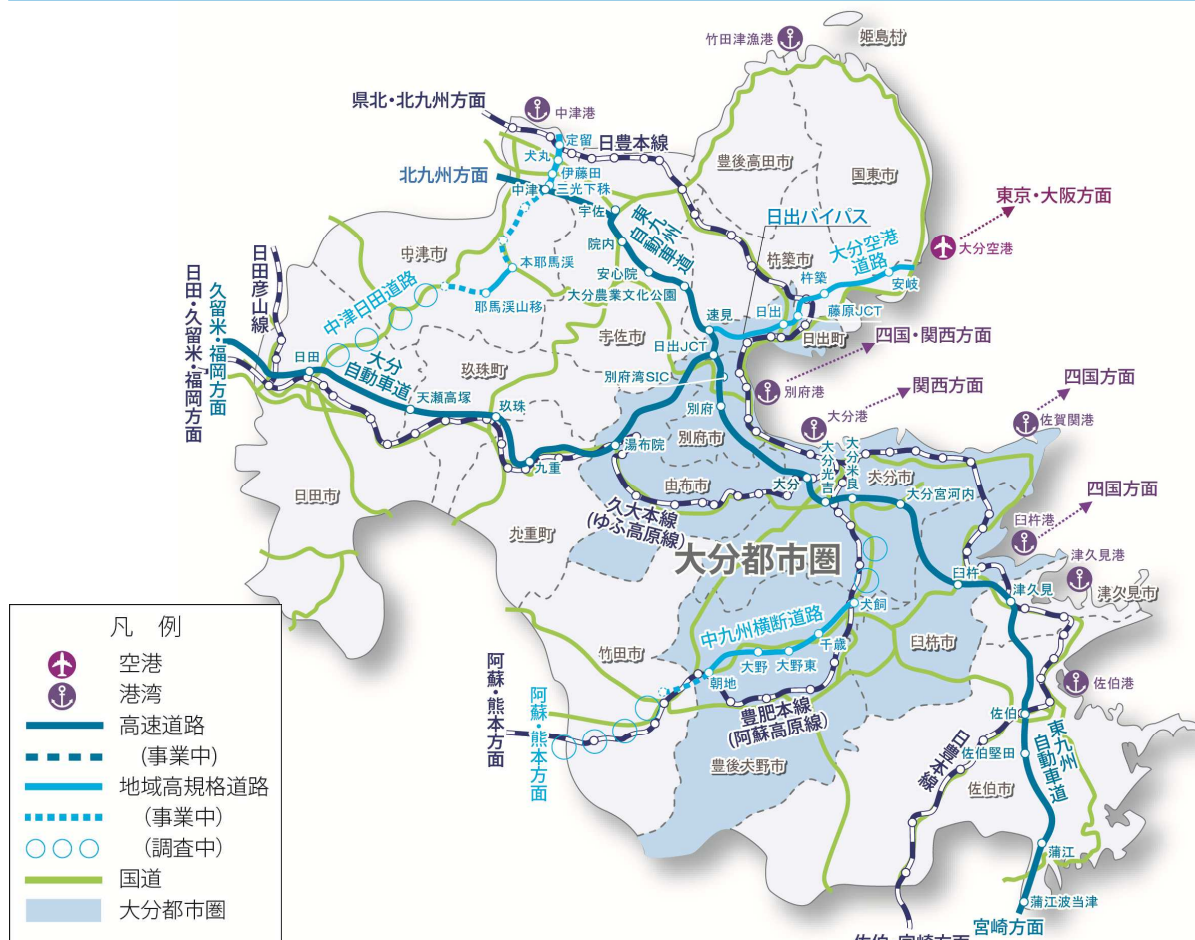 竹田津漁港
姫島村
県北・北九州方面
中津港
定留
日豊本線
犬丸
豊後高田市
伊藤田
国東市
北九州方面
中津
三光下秣
東京・大阪方面
宇佐
日出バイパス
東九州
自動車道
大分空港
院内
大分空港
道路
中津市
杵築市
本耶馬渓
安心院
杵築
安岐
日田彦山線
日田・久留米・福岡方面
久留米・福岡方面
中津日田道路
耶馬渓山移
大分農業文化公園
藤原JCT
速見
日出
四国・関西方面
宇佐市
日出町
日出JCT
日田
大分
自動車道
玖珠町
別府湾SIC
別府港
関西方面
四国方面
天瀬高塚
玖珠
別府
大分港
佐賀関港
湯布院
別府市
大分光吉
大分米良
九重
由布市
大分
大分市
日田市
大分宮河内
四国方面
久大本線
(ゆふ高原線)
九重町
臼杵港
大分都市圏
津久見港
臼杵
津久見
津久見市
凡 例
犬飼
中九州横断道路
臼杵市
空港
竹田市
千歳
大野
大野東
港湾
阿蘇・熊本方面
阿蘇・熊本方面
朝地
佐伯港
高速道路
豊肥本線
(阿蘇高原線)
佐伯
(事業中)
東九州
自動車道
日豊本線
佐伯堅田
地域高規格道路
豊後大野市
佐伯市
(事業中)
(調査中)
蒲江
国道
大分都市圏
蒲江波当津
宮崎方面
佐伯・宮崎方面